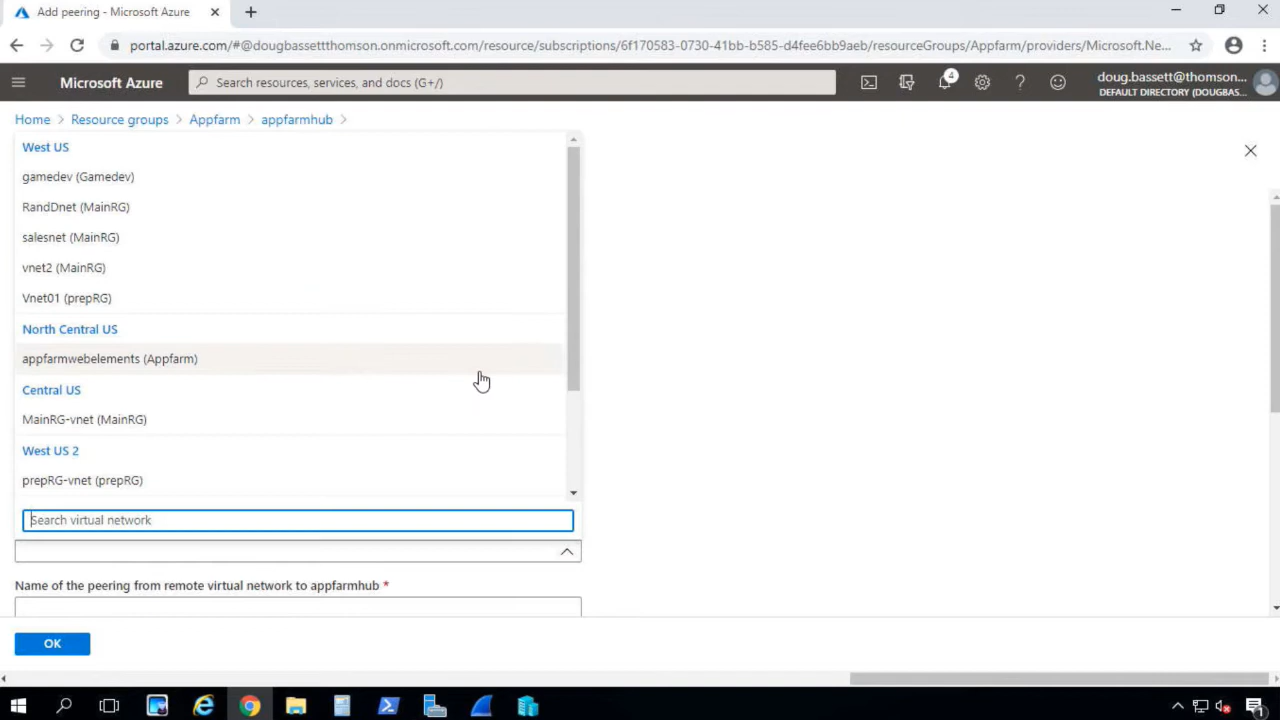 Add peering - Microsoft Azure
portal.azure.com/#@dougbassettthomson.onmicrosoft.com/resource/subscriptions/6f170583-0730-41bb-b585-d4fee6bb9aeb/resourceGroups/Appfarm/providers/Microsoft.Ne...
Microsoft Azure
Search resources, services, and docs (G+/)
4
doug.bassett@thomson...
DEFAULT DIRECTORY (DOUGBAS...
Home > Resource groups > Appfarm > appfarmhub >
West US
gamedev (Gamedev)
RandDnet (MainRG)
salesnet (MainRG)
vnet2 (MainRG)
Vnet01 (prepRG)
North Central US
appfarmwebelements (Appfarm)
Central US
MainRG-vnet (MainRG)
West US 2
prepRG-vnet (prepRG)
Search virtual network
Name of the peering from remote virtual network to appfarmhub *
OK
1